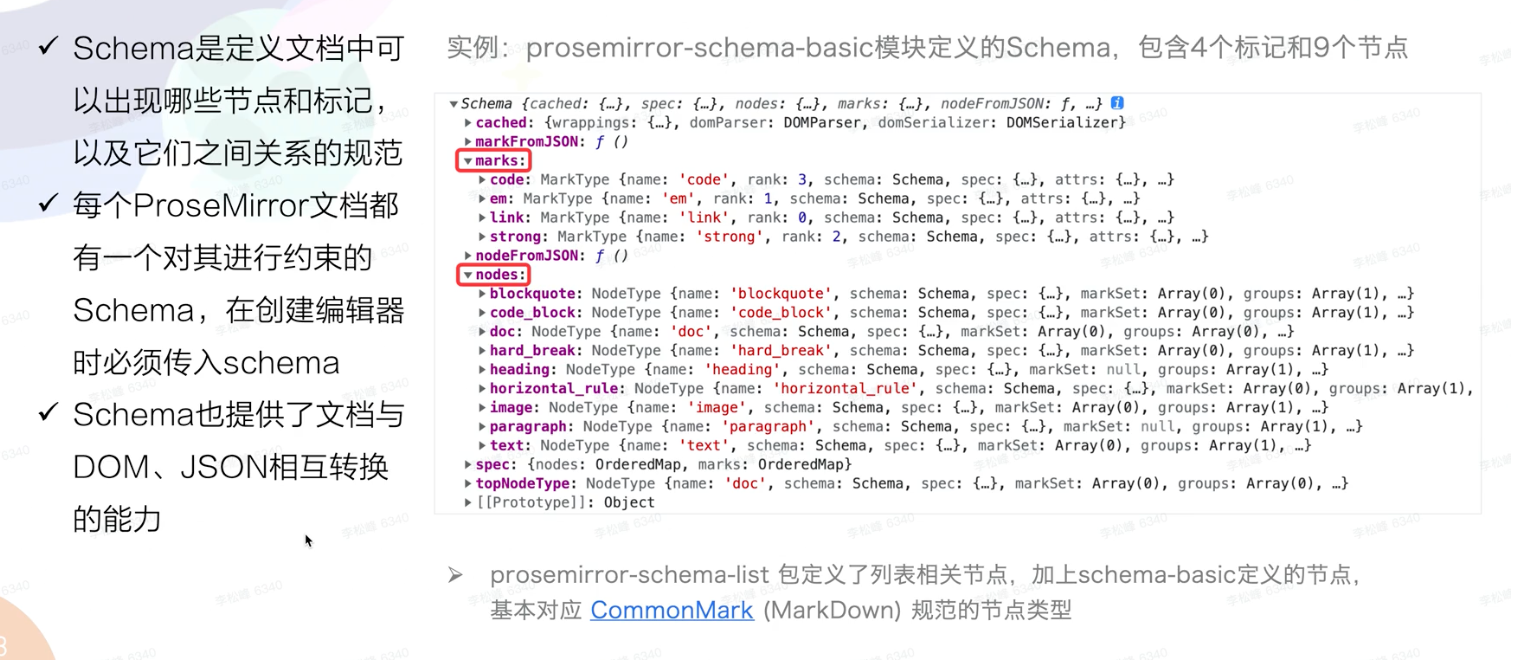 ✓ Schema是定义文档中可
以出现哪些节点和标记，
以及它们之间关系的规范
✓ 每个ProseMirror文档都
有一个对其进行约束的
Schema，在创建编辑器
时必须传入schema
✓ Schema也提供了文档与
DOM、JSON相互转换
的能力
实例：prosemirror-schema-basic模块定义的Schema，包含4个标记和9个节点
▼Schema {cached: {…}, spec: {…}, nodes: {…}, marks: {…}, nodeFromJSON: ƒ, …} i
▶cached: {wrappings: {…}, domParser: DOMParser, domSerializer: DOMSerializer}
▶markFromJSON: ƒ ()
▼marks:
▶code: MarkType {name: 'code', rank: 3, schema: Schema, spec: {…}, attrs: {…}, …}
▶em: MarkType {name: 'em', rank: 1, schema: Schema, spec: {…}, attrs: {…}, …}
▶link: MarkType {name: 'link', rank: 0, schema: Schema, spec: {…}, attrs: {…}, …}
▶strong: MarkType {name: 'strong', rank: 2, schema: Schema, spec: {…}, attrs: {…}, …}
▶nodeFromJSON: ƒ ()
▼nodes:
▶blockquote: NodeType {name: 'blockquote', schema: Schema, spec: {…}, markSet: Array(0), groups: Array(1), …}
▶code_block: NodeType {name: 'code_block', schema: Schema, spec: {…}, markSet: Array(0), groups: Array(1), …}
▶doc: NodeType {name: 'doc', schema: Schema, spec: {…}, markSet: Array(0), groups: Array(0), …}
▶hard_break: NodeType {name: 'hard_break', schema: Schema, spec: {…}, markSet: Array(0), groups: Array(1), …}
▶heading: NodeType {name: 'heading', schema: Schema, spec: {…}, markSet: null, groups: Array(1), …}
▶horizontal_rule: NodeType {name: 'horizontal_rule', schema: Schema, spec: {…}, markSet: Array(0), groups: Array(1),
▶image: NodeType {name: 'image', schema: Schema, spec: {…}, markSet: Array(0), groups: Array(1), …}
▶paragraph: NodeType {name: 'paragraph', schema: Schema, spec: {…}, markSet: null, groups: Array(1), …}
▶text: NodeType {name: 'text', schema: Schema, spec: {…}, markSet: Array(0), groups: Array(1), …}
▶spec: {nodes: OrderedMap, marks: OrderedMap}
▶topNodeType: NodeType {name: 'doc', schema: Schema, spec: {…}, markSet: Array(0), groups: Array(0), …}
▶[[Prototype]]: Object
➢ prosemirror-schema-list 包定义了列表相关节点，加上schema-basic定义的节点，
基本对应 CommonMark (MarkDown) 规范的节点类型
李松峰 6340